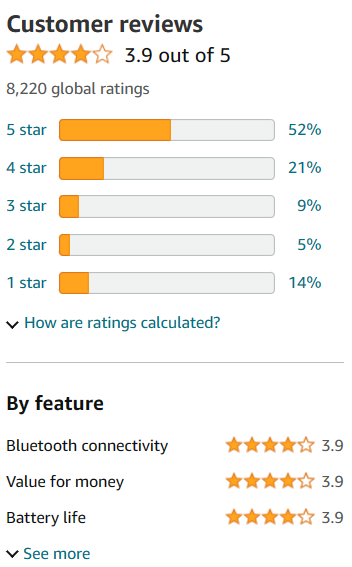 Customer reviews
3.9 out of 5
8,220 global ratings
5 star 52%
4 star 21%
3 star 9%
2 star 5%
1 star 14%
How are ratings calculated?
By feature
Bluetooth connectivity 3.9
Value for money 3.9
Battery life 3.9
See more